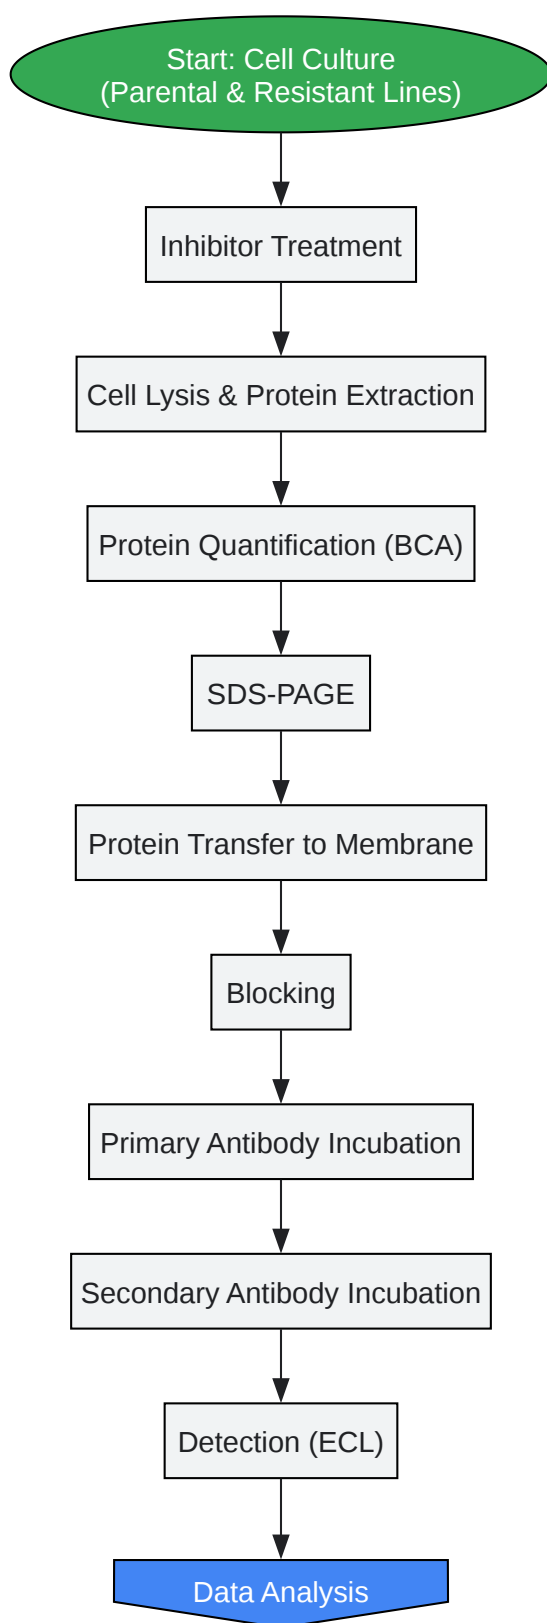 Start: Cell Culture
(Parental & Resistant Lines)
Inhibitor Treatment
Cell Lysis & Protein Extraction
Protein Quantification (BCA)
SDS-PAGE
Protein Transfer to Membrane
Blocking
Primary Antibody Incubation
Secondary Antibody Incubation
Detection (ECL)
Data Analysis